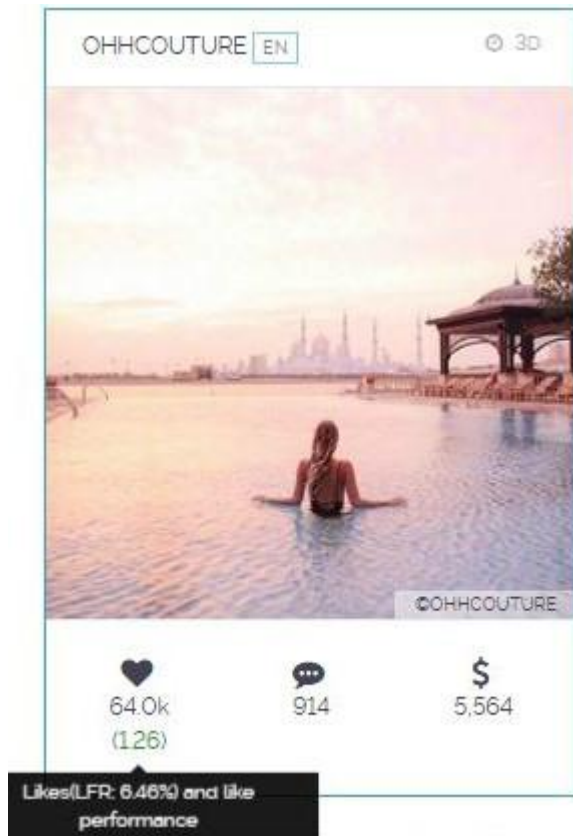 OHHCOUTURE EN 3D
©OHHCOUTURE
64.0k 914 5,564
(1.26)
Likes(LFR: 6.46%) and like
performance